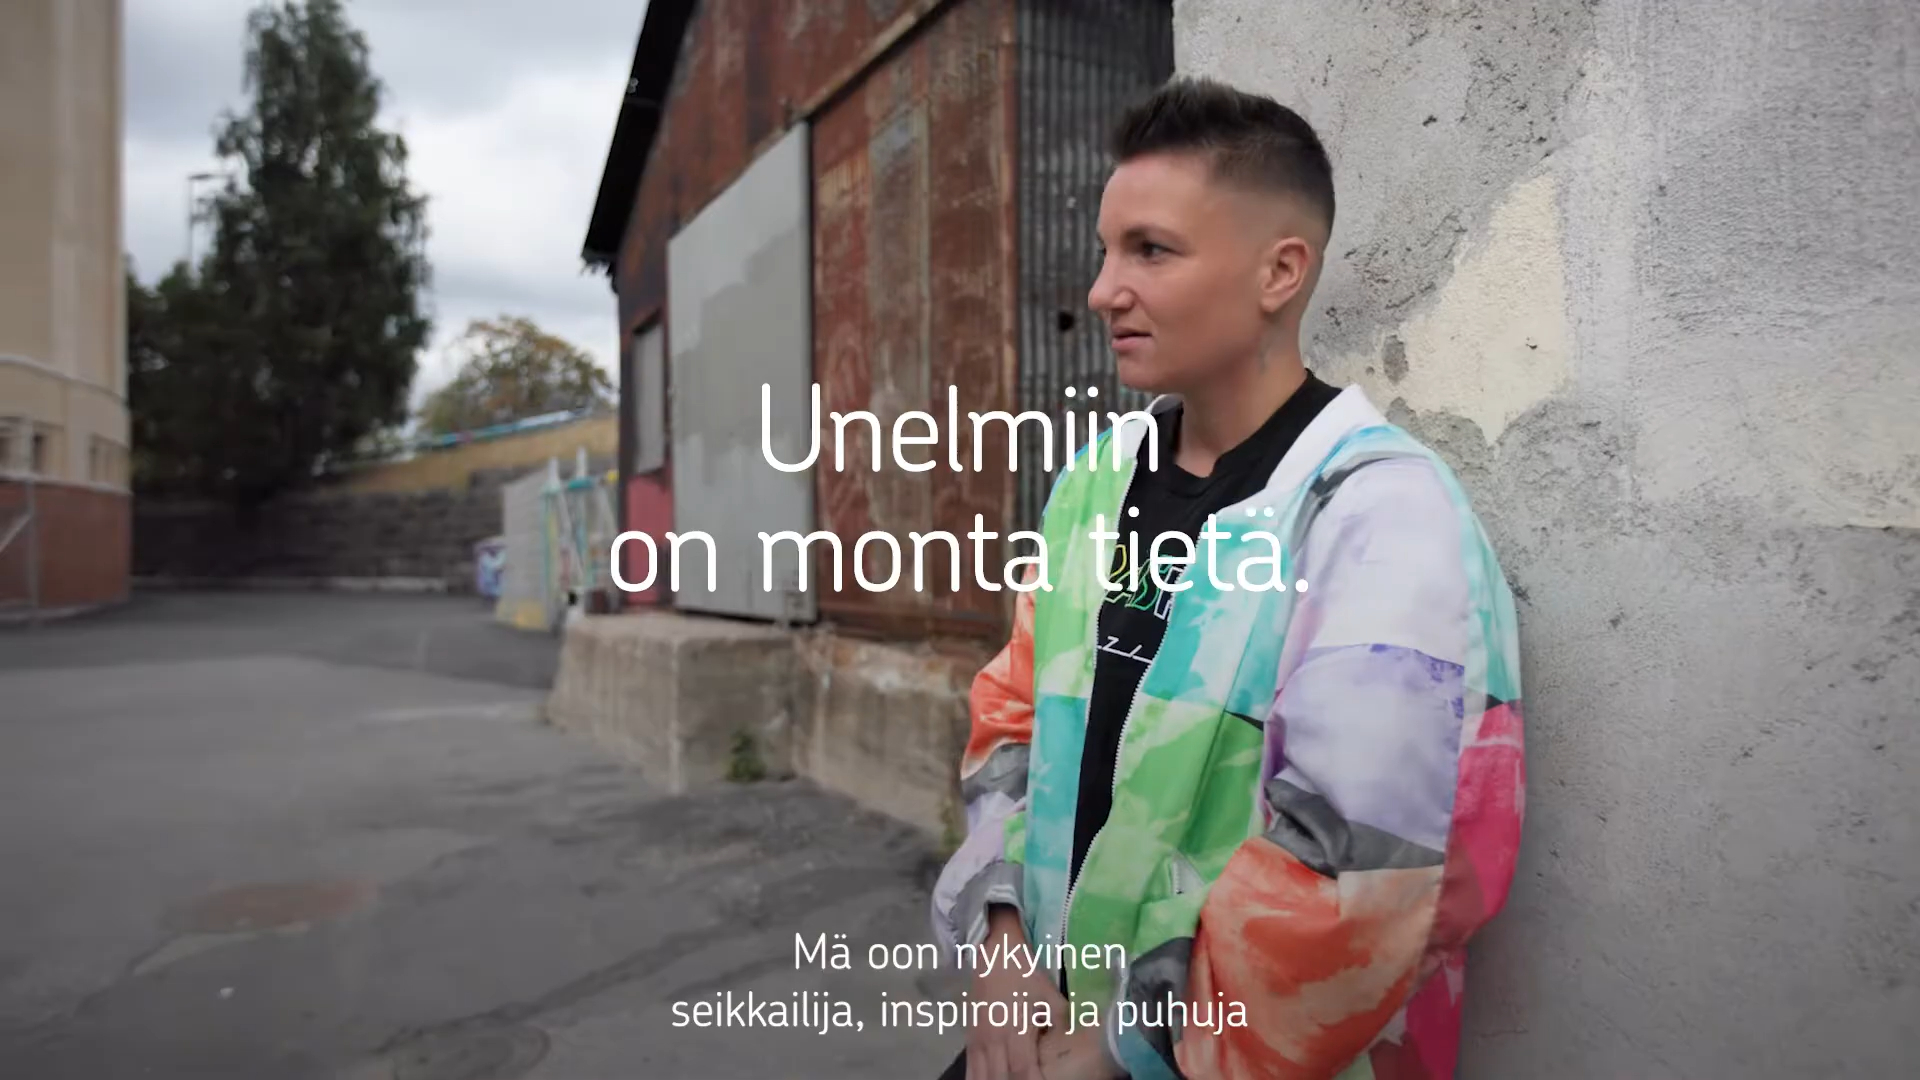 Unelmiin
on monta tietä.
Mä oon nykyinen
seikkailija, inspiroija ja puhuja